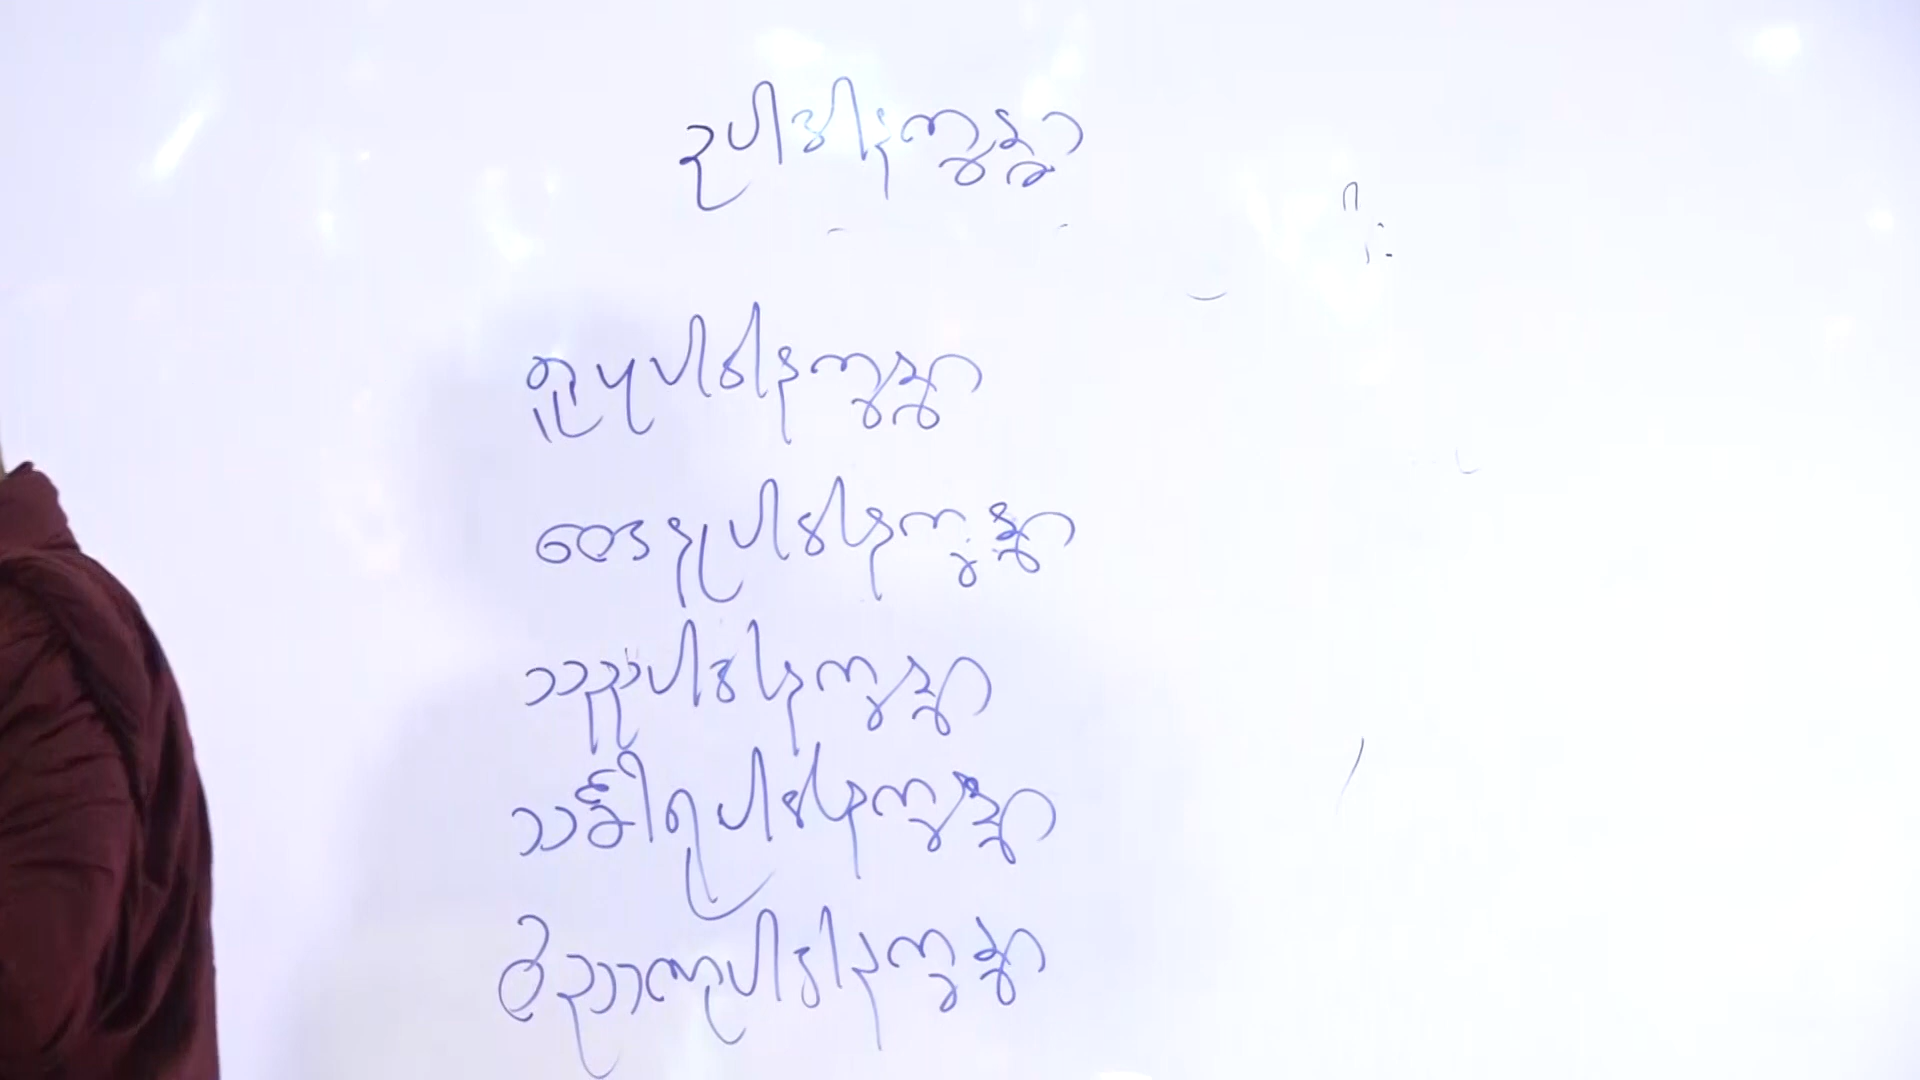 ဥပါဒါနက္ခန္ဓာ
ရူပုပါဒါနက္ခန္ဓာ
ဝေဒနုပါဒါနက္ခန္ဓာ
သညုပါဒါနက္ခန္ဓာ
သင်္ခါရုပါဒါနက္ခန္ဓာ
ဝိညာဏုပါဒါနက္ခန္ဓာ